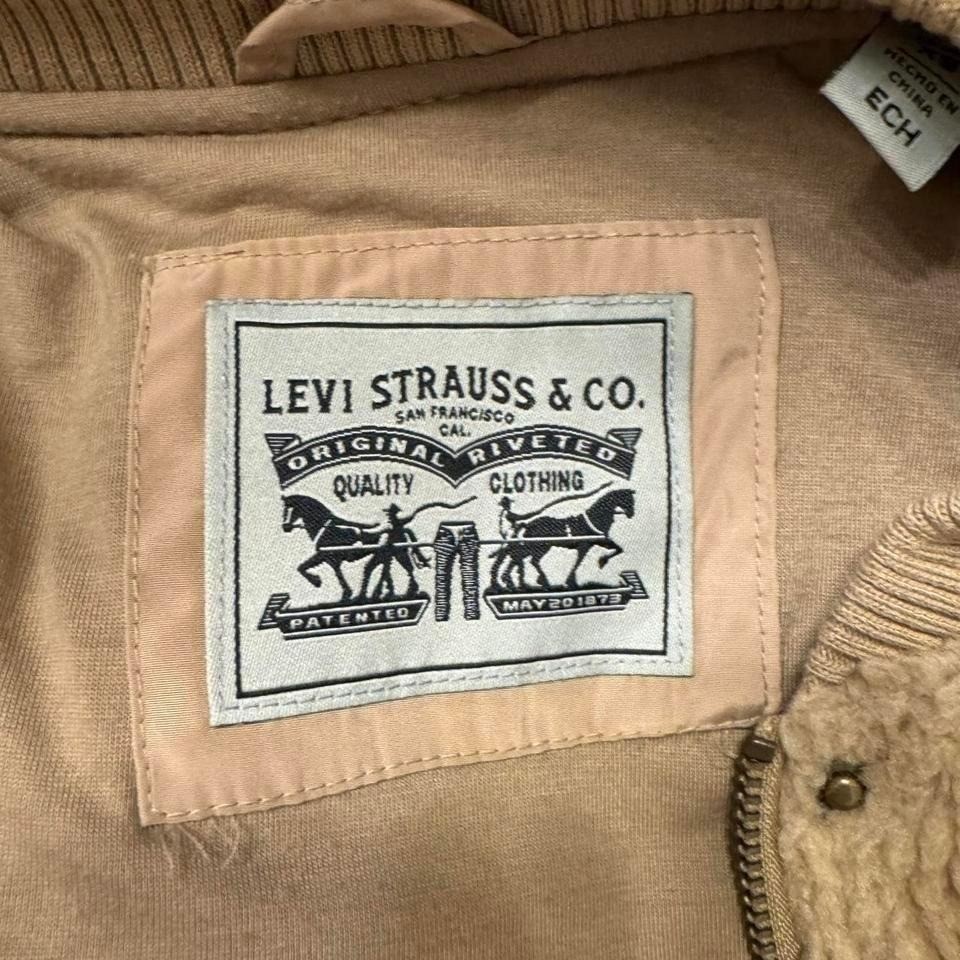 HECHO EN
CHINA
ECH
LEVI STRAUSS & CO.
SAN FRANCISCO
CAL.
ORIGINAL RIVETED
QUALITY CLOTHING
PATENTED MAY 20 1873